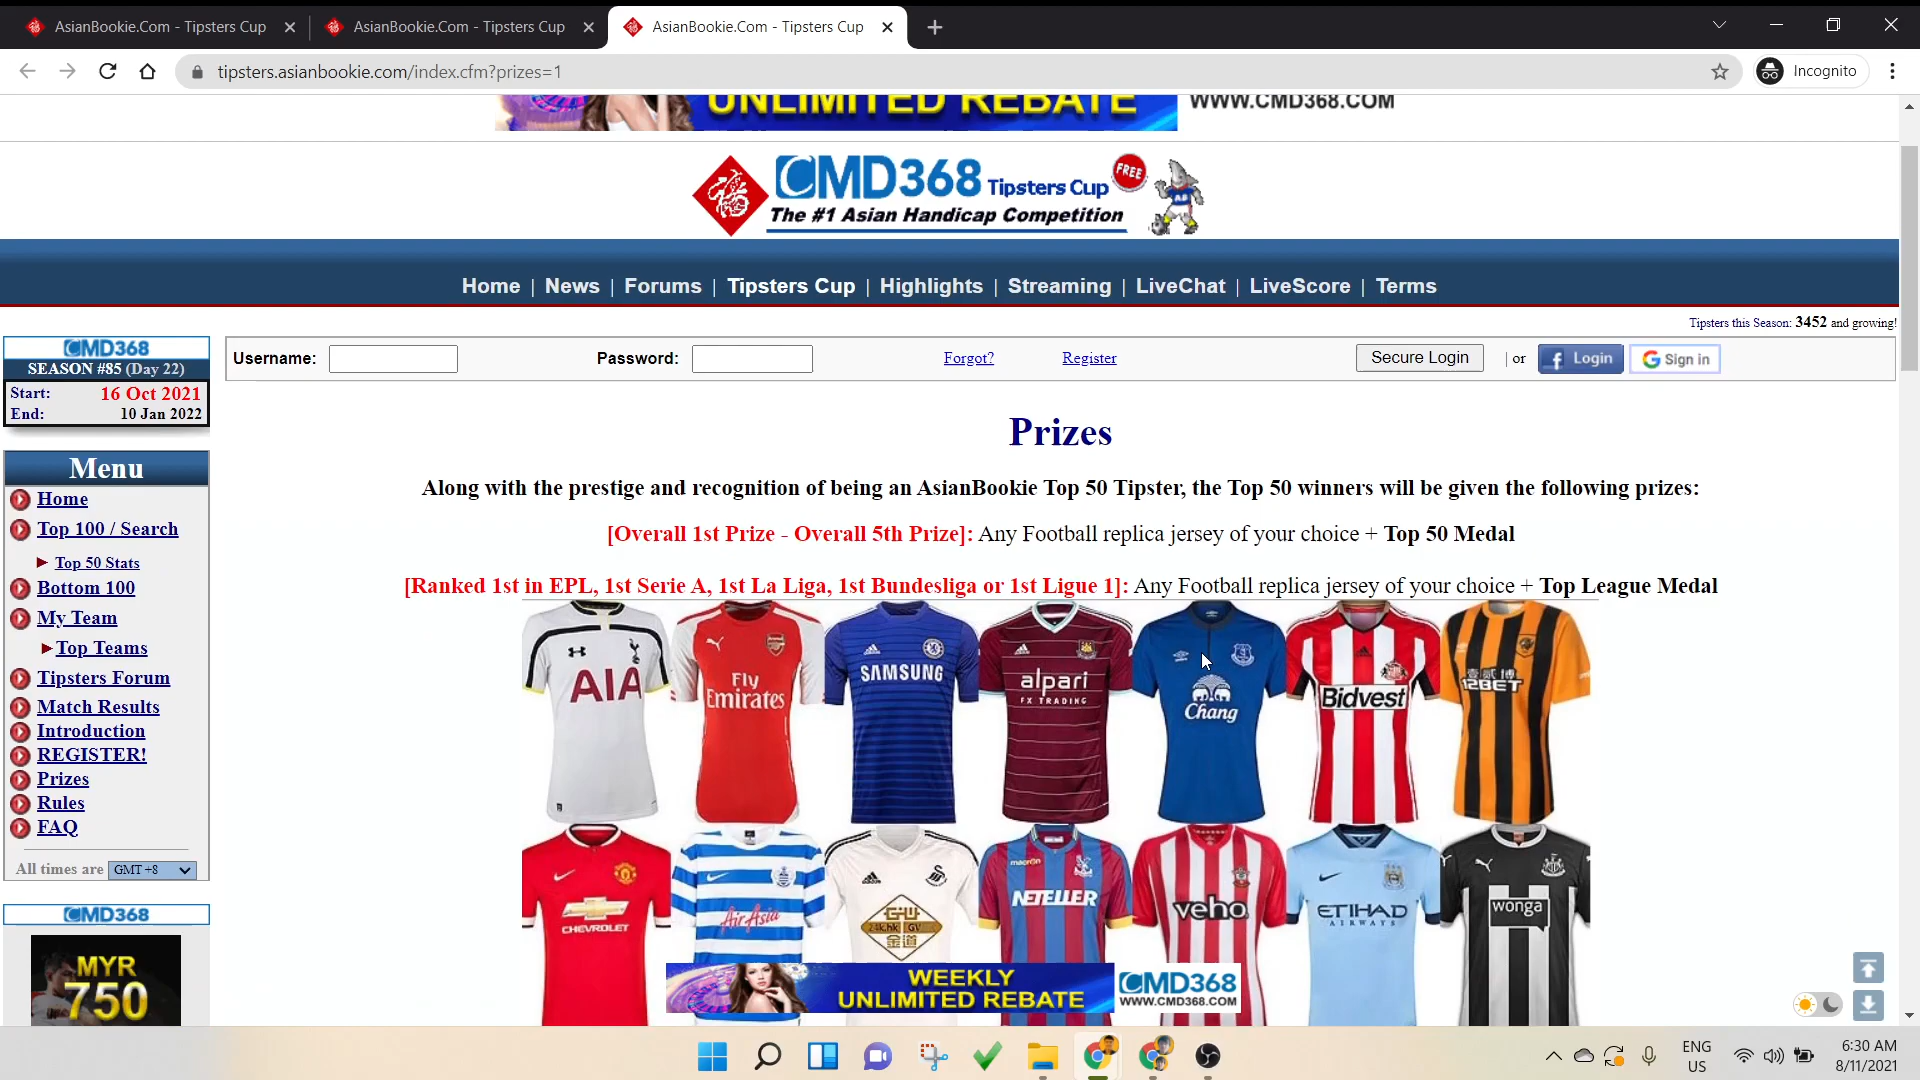 AsianBookie.Com - Tipsters Cup
AsianBookie.Com - Tipsters Cup
AsianBookie.Com - Tipsters Cup
tipsters.asianbookie.com/index.cfm?prizes=1
Incognito
UNLIMITED REBATE
WWW.CMD368.COM
CMD368 Tipsters Cup FREE
The #1 Asian Handicap Competition
AB
Home | News | Forums | Tipsters Cup | Highlights | Streaming | LiveChat | LiveScore | Terms
Tipsters this Season: 3452 and growing!
CMD368
SEASON #85 (Day 22)
Start: 16 Oct 2021
End: 10 Jan 2022
Username: Password: Forgot? Register Secure Login | or f Login G Sign in
Menu
Home
Top 100 / Search
Top 50 Stats
Bottom 100
My Team
Top Teams
Tipsters Forum
Match Results
Introduction
REGISTER!
Prizes
Rules
FAQ
All times are GMT +8
CMD368
MYR
750
Prizes
Along with the prestige and recognition of being an AsianBookie Top 50 Tipster, the Top 50 winners will be given the following prizes:
[Overall 1st Prize - Overall 5th Prize]: Any Football replica jersey of your choice + Top 50 Medal
[Ranked 1st in EPL, 1st Serie A, 1st La Liga, 1st Bundesliga or 1st Ligue 1]: Any Football replica jersey of your choice + Top League Medal
AIA
Fly
Emirates
SAMSUNG
alpari
FX TRADING
Chang
Bidvest
壹貳博
12BET
CHEVROLET
AirAsia
GV
24k.hk
金道
macron
NETELLER
veho
ETIHAD
AIRWAYS
wonga
WEEKLY
UNLIMITED REBATE
CMD368
WWW.CMD368.COM
ENG
US
6:30 AM
8/11/2021